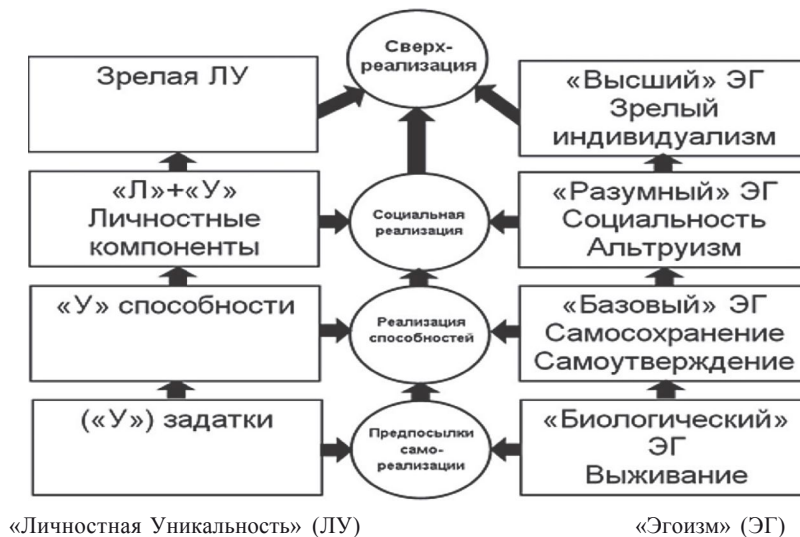 Сверх-
реализация
Зрелая ЛУ
«Высший» ЭГ
Зрелый
индивидуализм
«Л»+«У»
Личностные
компоненты
Социальная
реализация
«Разумный» ЭГ
Социальность
Альтруизм
«У» способности
Реализация
способностей
«Базовый» ЭГ
Самосохранение
Самоутверждение
(«У») задатки
Предпосылки
само-
реализации
«Биологический»
ЭГ
Выживание
«Личностная Уникальность» (ЛУ)
«Эгоизм» (ЭГ)